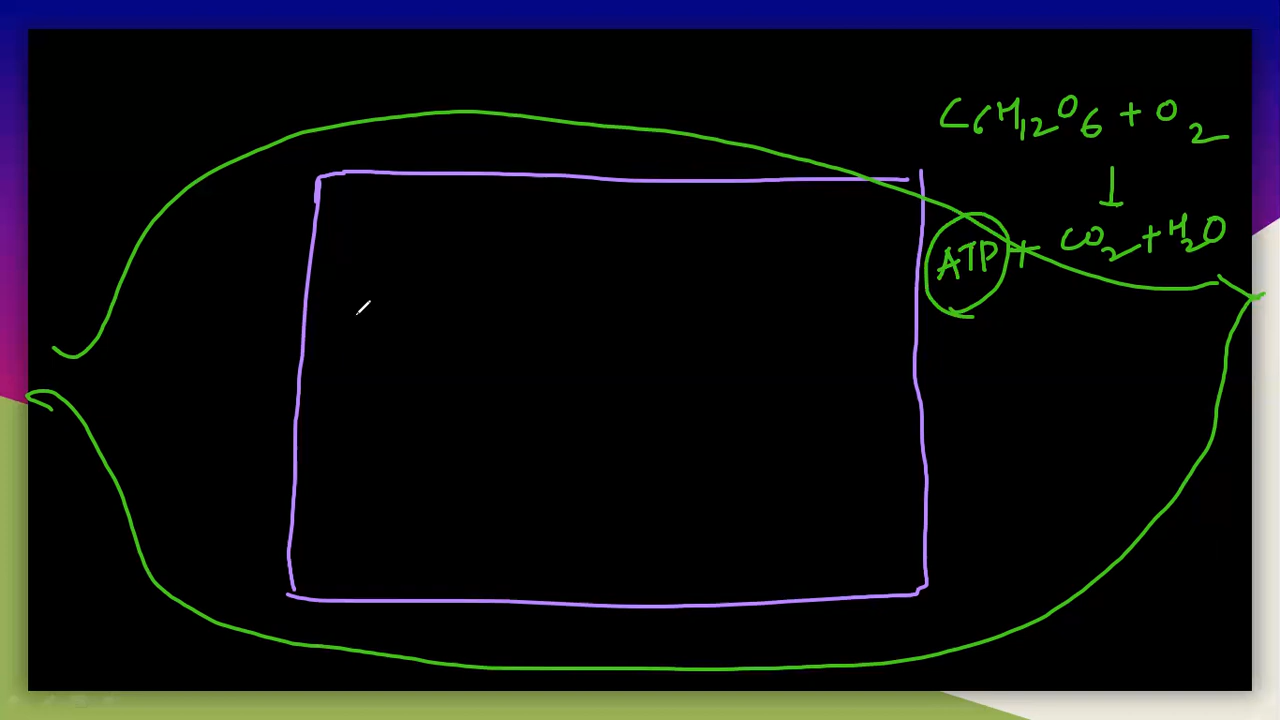 C6H12O6 + O2
↓
ATP + CO2 + H2O